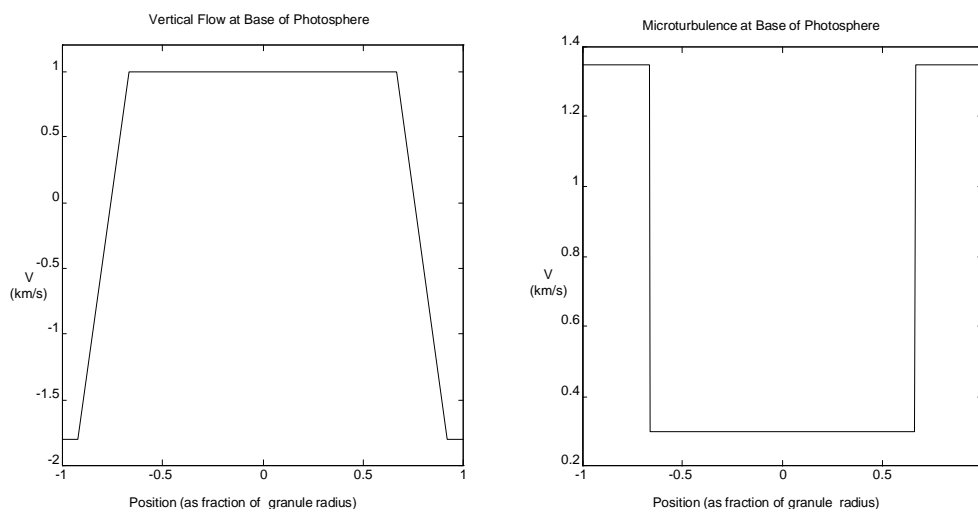 Vertical Flow at Base of Photosphere
1
0.5
0
-0.5
V
(km/s)
-1
-1.5
-2
-1 -0.5 0 0.5 1
Position (as fraction of granule radius)
Microturbulence at Base of Photosphere
1.4
1.2
1
0.8
V
(km/s)
0.6
0.4
0.2
-1 -0.5 0 0.5
Position (as fraction of granule radius)